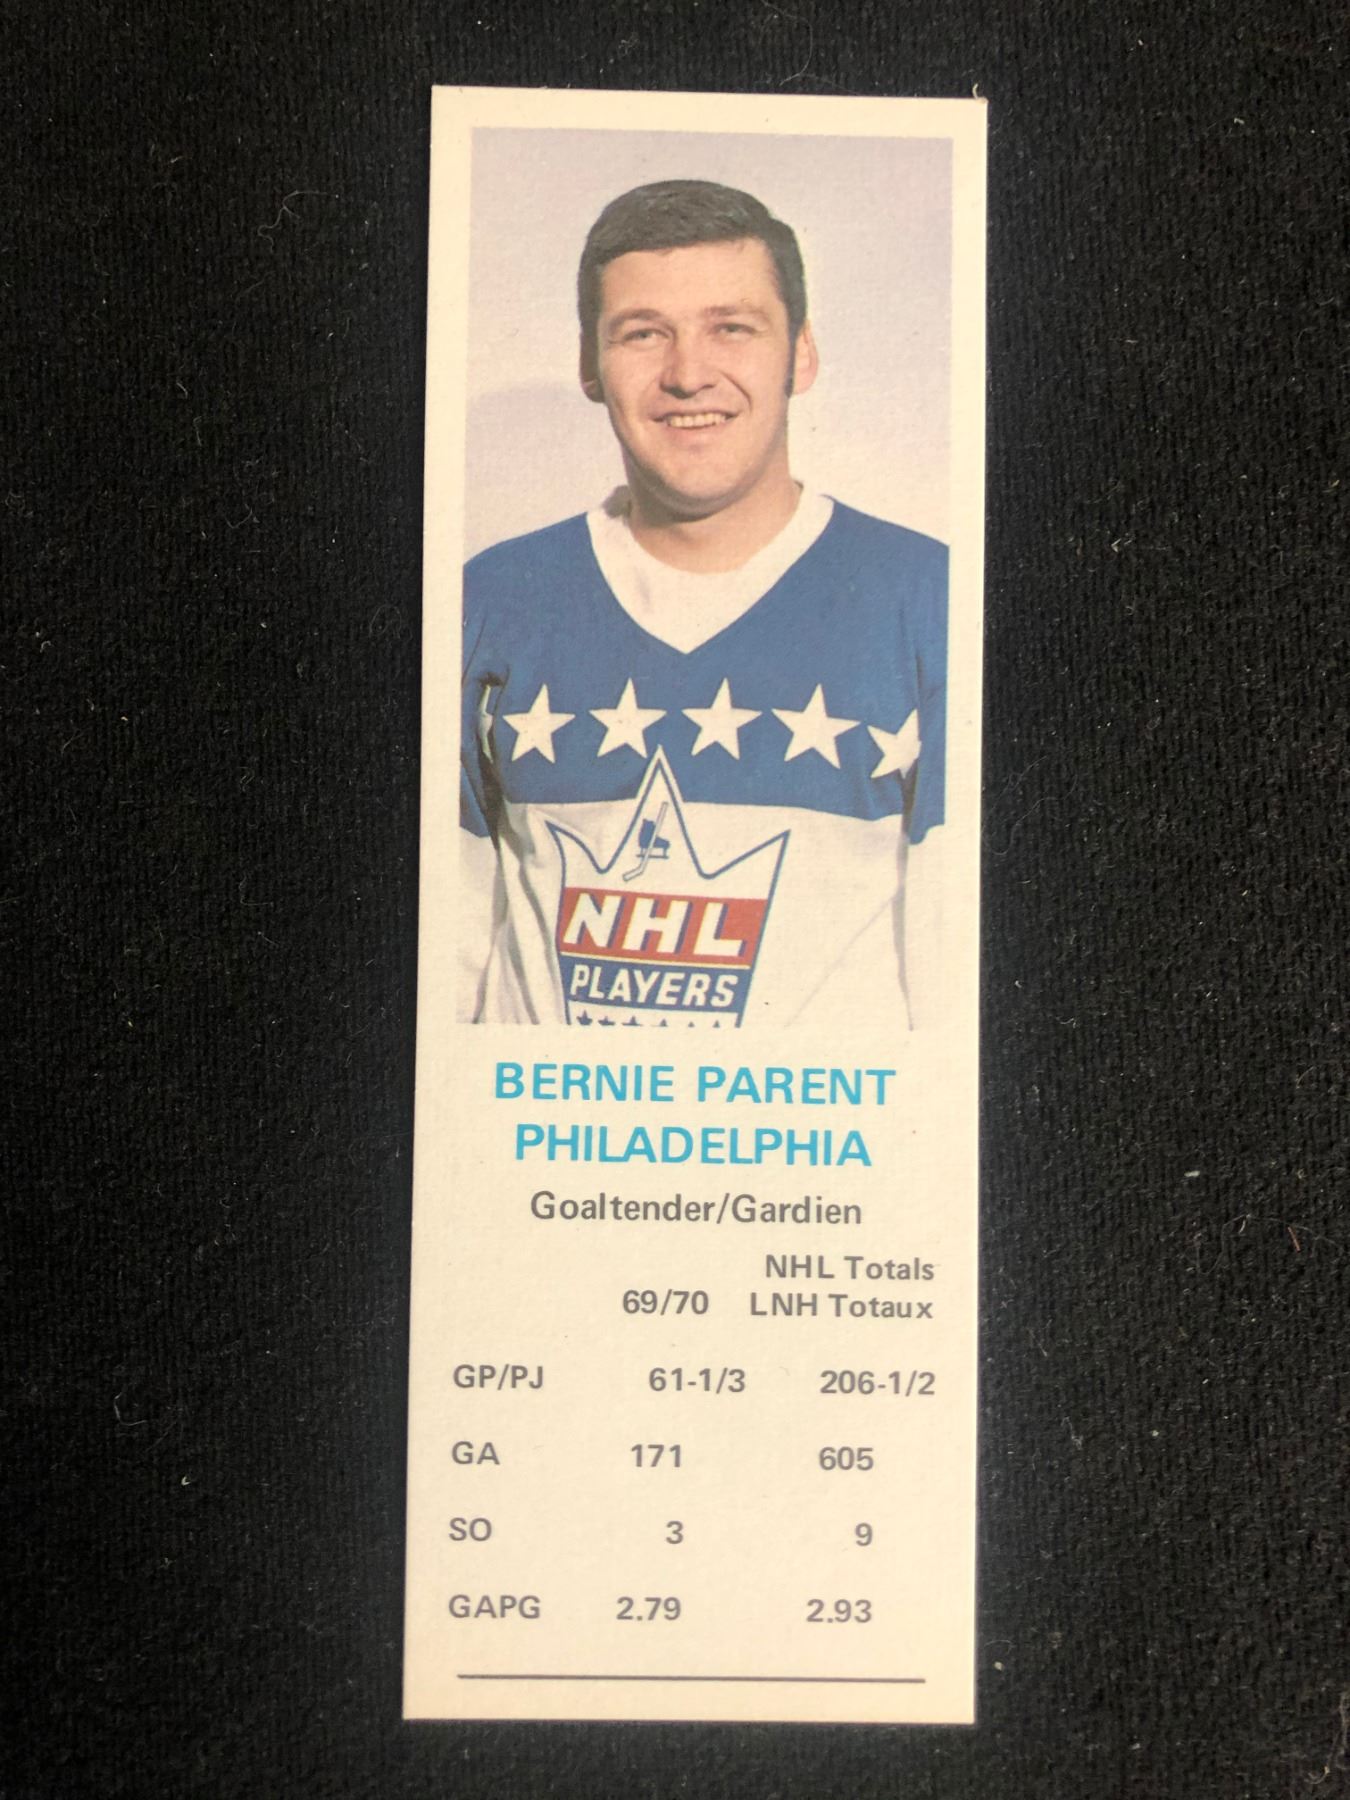 NHL
PLAYERS
BERNIE PARENT
PHILADELPHIA
Goaltender/Gardien
NHL Totals
69/70 LNH Totaux
GP/PJ 61-1/3 206-1/2
GA 171 605
SO 3 9
GAPG 2.79 2.93